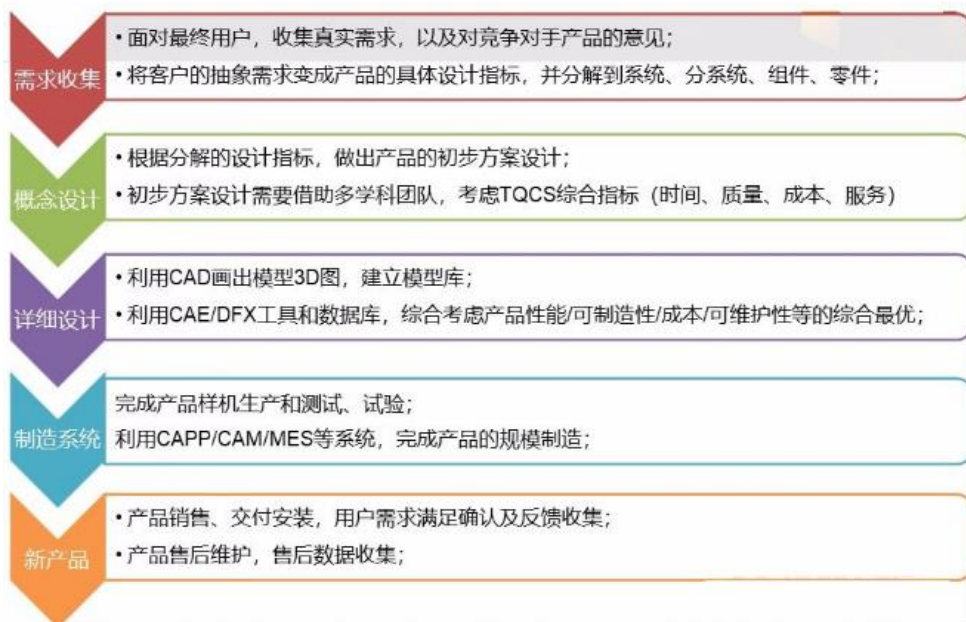 需求收集
• 面对最终用户，收集真实需求，以及对竞争对手产品的意见；
• 将客户的抽象需求变成产品的具体设计指标，并分解到系统、分系统、组件、零件；
概念设计
• 根据分解的设计指标，做出产品的初步方案设计；
• 初步方案设计需要借助多学科团队，考虑TQCS综合指标（时间、质量、成本、服务）
详细设计
• 利用CAD画出模型3D图，建立模型库；
• 利用CAE/DFX工具和数据库，综合考虑产品性能/可制造性/成本/可维护性等的综合最优；
制造系统
完成产品样机生产和测试、试验；
利用CAPP/CAM/MES等系统，完成产品的规模制造；
新产品
• 产品销售、交付安装，用户需求满足确认及反馈收集；
• 产品售后维护，售后数据收集；